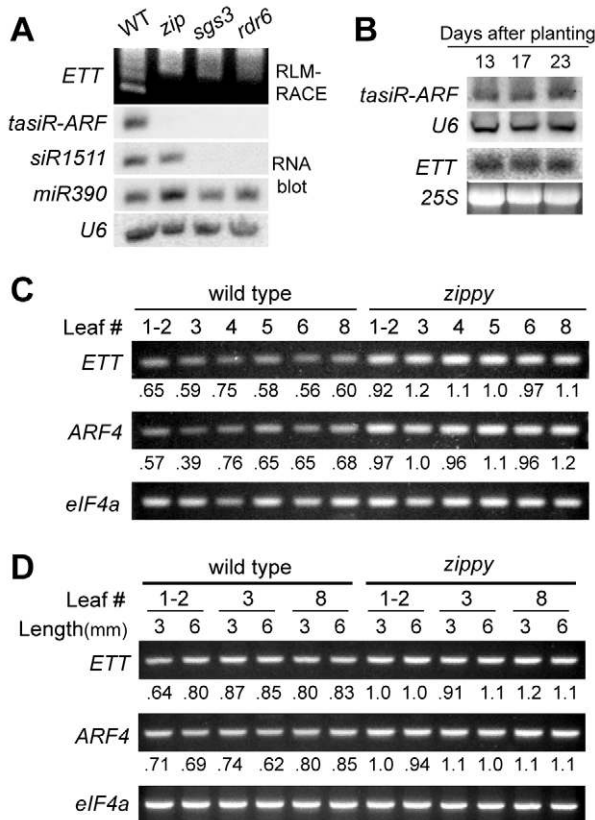 A
WT zip sgs3 rdr6
ETT
RLM-
RACE
tasiR-ARF
siR1511
RNA
blot
miR390
U6
B
Days after planting
13 17 23
tasiR-ARF
U6
ETT
25S
C
wild type zippy
Leaf # 1-2 3 4 5 6 8 1-2 3 4 5 6 8
ETT
.65 .59 .75 .58 .56 .60 .92 1.2 1.1 1.0 .97 1.1
ARF4
.57 .39 .76 .65 .65 .68 .97 1.0 .96 1.1 .96 1.2
eIF4a
D
wild type zippy
Leaf # 1-2 3 8 1-2 3 8
Length(mm) 3 6 3 6 3 6 3 6 3 6 3 6
ETT
.64 .80 .87 .85 .80 .83 1.0 1.0 .91 1.1 1.2 1.1
ARF4
.71 .69 .74 .62 .80 .85 1.0 .94 1.1 1.0 1.1 1.1
eIF4a